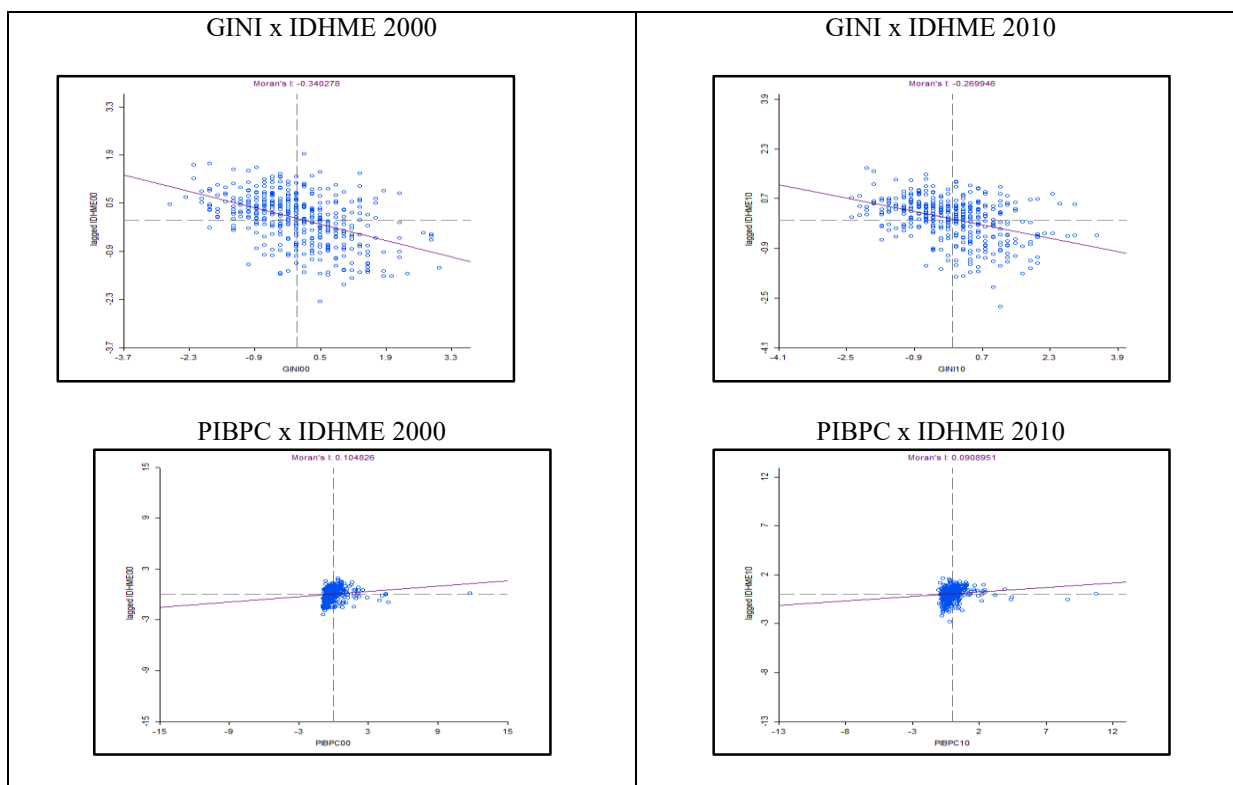 GINI x IDHME 2000
Moran's I: -0.340278
3.3
1.9
0.5
-0.9
-2.3
-3.7
lagged IDHME00
-3.7 -2.3 -0.9 0.5 1.9 3.3
GINI00
GINI x IDHME 2010
Moran's I: -0.269946
3.9
2.3
0.7
-0.9
-2.5
-4.1
lagged IDHME10
-4.1 -2.5 -0.9 0.7 2.3 3.9
GINI10
PIBPC x IDHME 2000
Moran's I: 0.104826
15
9
3
-3
-9
-15
lagged IDHME00
-15 -9 -3 3 9 15
PIBPC00
PIBPC x IDHME 2010
Moran's I: 0.0908951
12
7
2
-3
-8
-13
lagged IDHME10
-13 -8 -3 2 7 12
PIBPC10